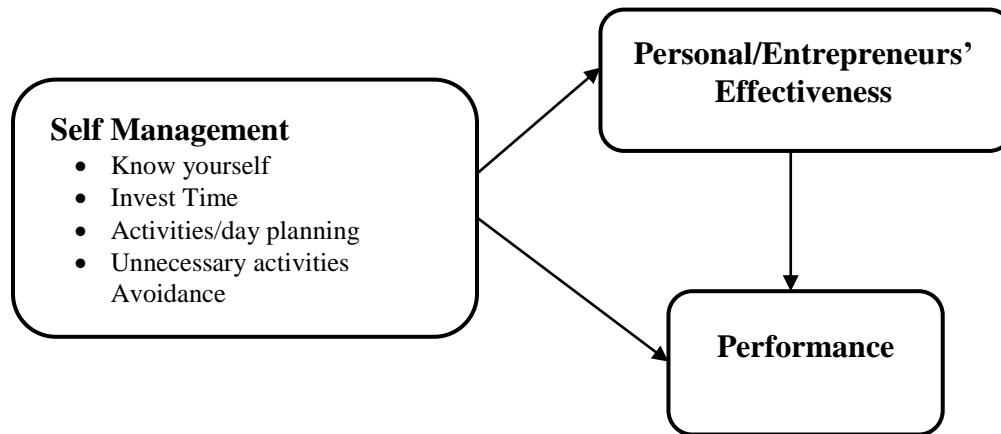 Personal/Entrepreneurs’
Effectiveness
Self Management
• Know yourself
• Invest Time
• Activities/day planning
• Unnecessary activities
Avoidance
Performance